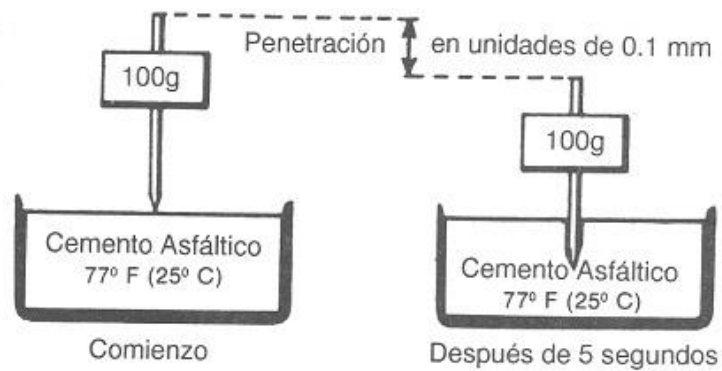 Penetración en unidades de 0.1 mm
100g
100g
Cemento Asfáltico
77º F (25º C)
Cemento Asfáltico
77º F (25º C)
Comienzo
Después de 5 segundos